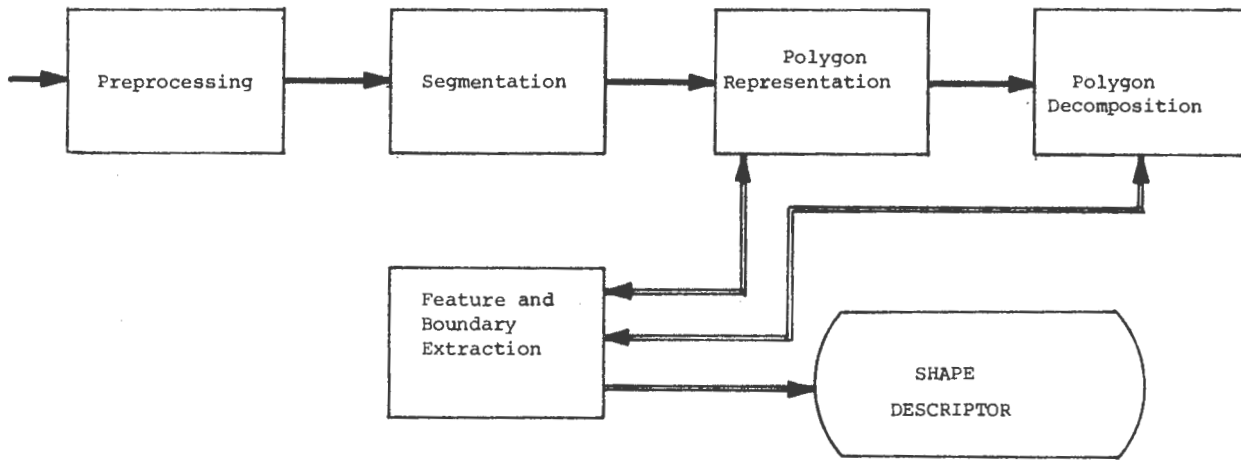 Preprocessing
Segmentation
Polygon
Representation
Polygon
Decomposition
Feature and
Boundary
Extraction
SHAPE
DESCRIPTOR